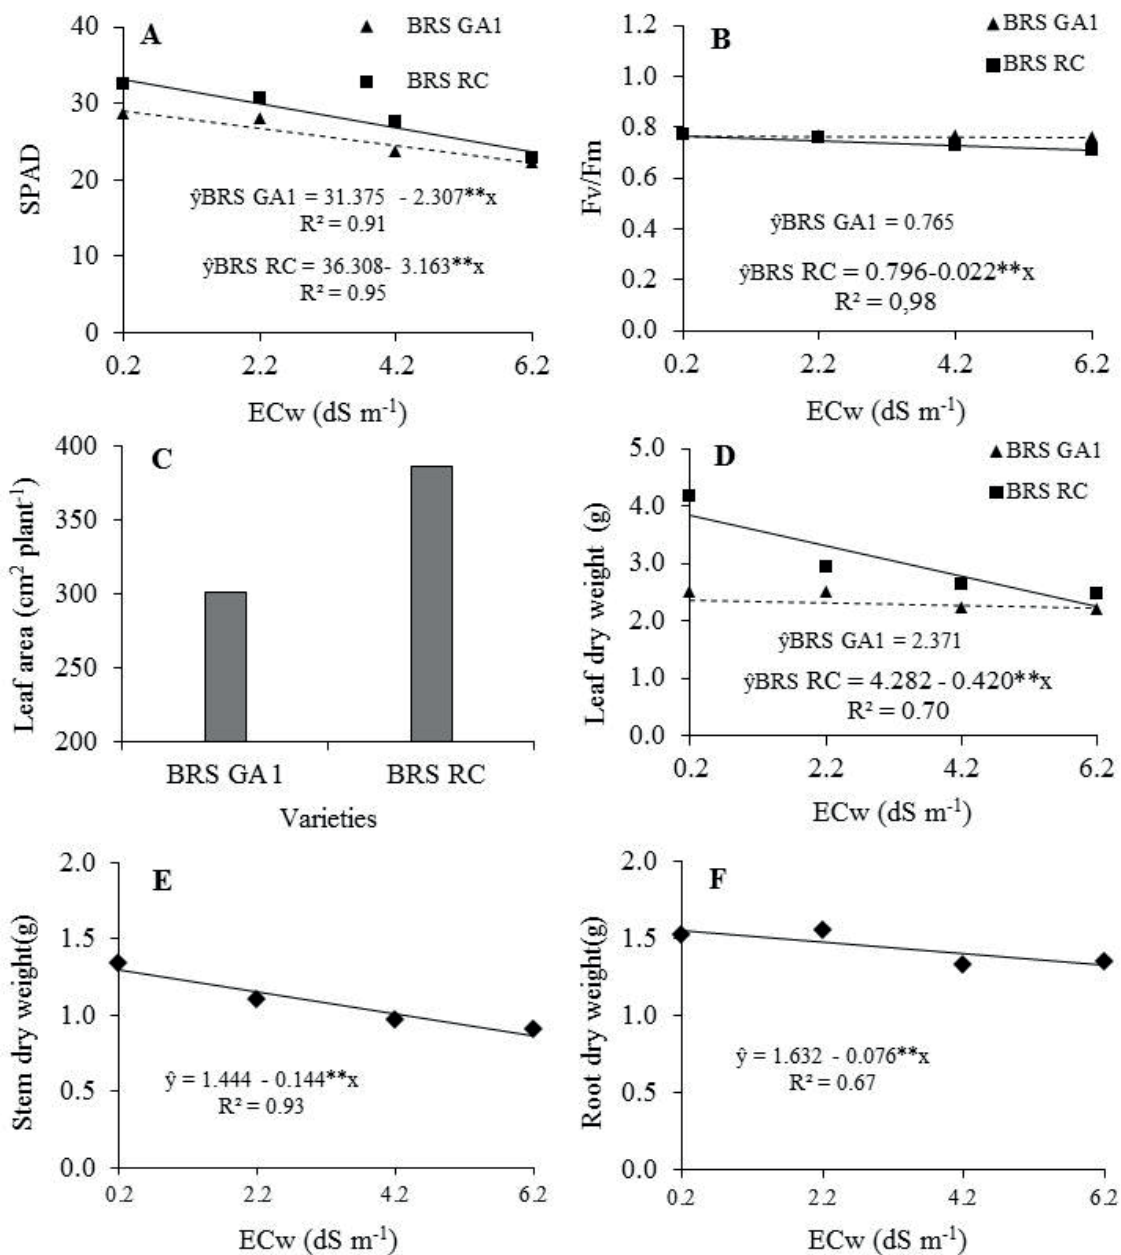 A
BRS GA1
BRS RC
40
30
20
10
0
SPAD
ŷBRS GA1 = 31.375 - 2.307**x
R² = 0.91
ŷBRS RC = 36.308- 3.163**x
R² = 0.95
0.2 2.2 4.2 6.2
ECw (dS m⁻¹)
B
BRS GA1
BRS RC
1.2
1.0
0.8
0.6
0.4
0.2
0.0
Fv/Fm
ŷBRS GA1 = 0.765
ŷBRS RC = 0.796-0.022**x
R² = 0,98
0.2 2.2 4.2 6.2
ECw (dS m⁻¹)
C
400
350
300
250
200
Leaf area (cm² plant⁻¹)
BRS GA1 BRS RC
Varieties
D
BRS GA1
BRS RC
5.0
4.0
3.0
2.0
1.0
0.0
Leaf dry weight (g)
ŷBRS GA1 = 2.371
ŷBRS RC = 4.282 - 0.420**x
R² = 0.70
0.2 2.2 4.2 6.2
ECw (dS m⁻¹)
E
2.0
1.5
1.0
0.5
0.0
Stem dry weight(g)
ŷ = 1.444 - 0.144**x
R² = 0.93
0.2 2.2 4.2 6.2
ECw (dS m⁻¹)
F
2.0
1.5
1.0
0.5
0.0
Root dry weight(g)
ŷ = 1.632 - 0.076**x
R² = 0.67
0.2 2.2 4.2 6.2
ECw (dS m⁻¹)